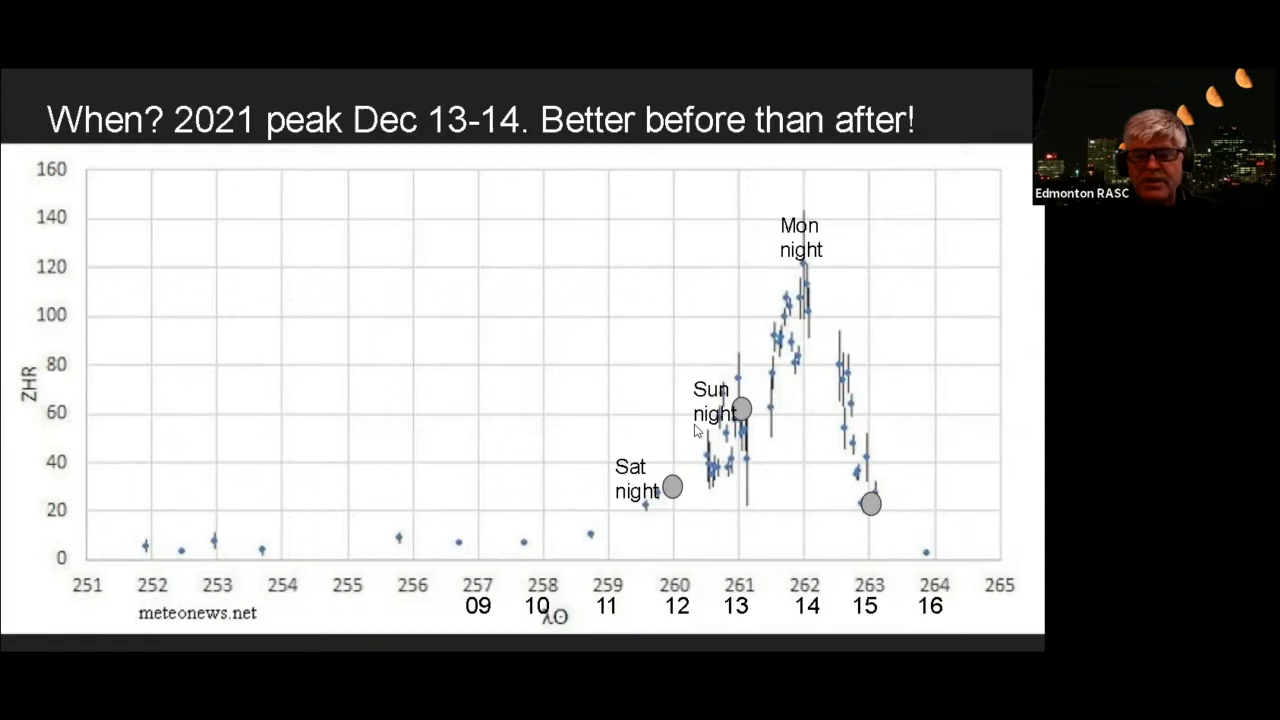 When? 2021 peak Dec 13-14. Better before than after!
Edmonton RASC
160
140
120
100
80
60
40
20
0
ZHR
Mon
night
Sun
night
Sat
night
251 252 253 254 255 256 257 258 259 260 261 262 263 264 265
09 10 11 12 13 14 15 16
meteonews.net
λΘ